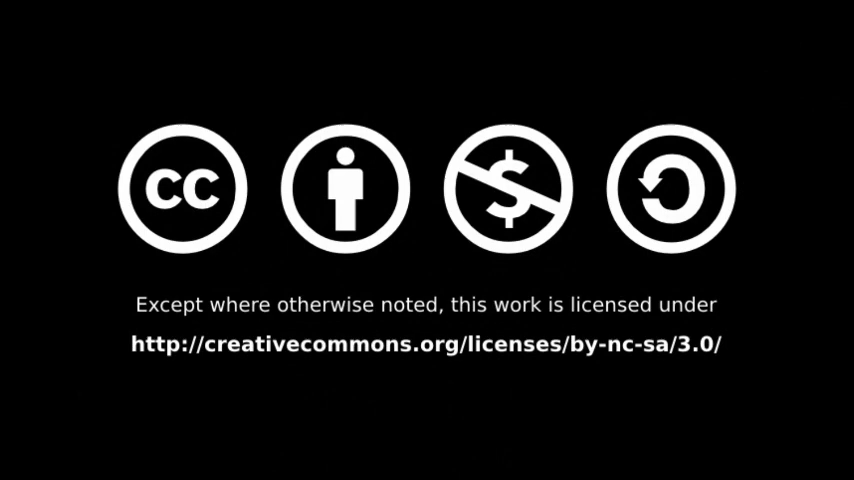 cc
Except where otherwise noted, this work is licensed under
http://creativecommons.org/licenses/by-nc-sa/3.0/